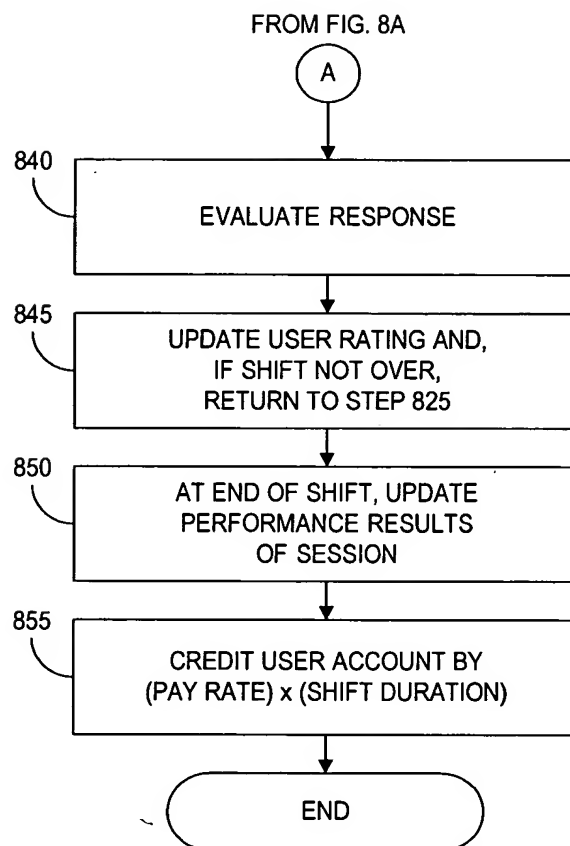 FROM FIG. 8A
A
840
EVALUATE RESPONSE
845
UPDATE USER RATING AND,
IF SHIFT NOT OVER,
RETURN TO STEP 825
850
AT END OF SHIFT, UPDATE
PERFORMANCE RESULTS
OF SESSION
855
CREDIT USER ACCOUNT BY
(PAY RATE) x (SHIFT DURATION)
END